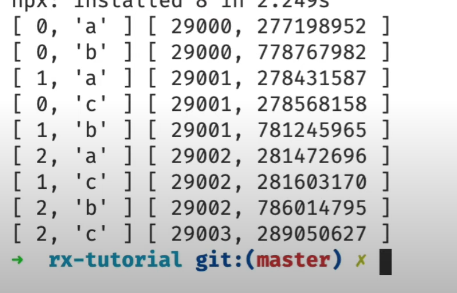 npx: installed 8 in 2.249s
[ 0, 'a' ] [ 29000, 277198952 ]
[ 0, 'b' ] [ 29000, 778767982 ]
[ 1, 'a' ] [ 29001, 278431587 ]
[ 0, 'c' ] [ 29001, 278568158 ]
[ 1, 'b' ] [ 29001, 781245965 ]
[ 2, 'a' ] [ 29002, 281472696 ]
[ 1, 'c' ] [ 29002, 281603170 ]
[ 2, 'b' ] [ 29002, 786014795 ]
[ 2, 'c' ] [ 29003, 289050627 ]
→ rx-tutorial git:(master) ✗